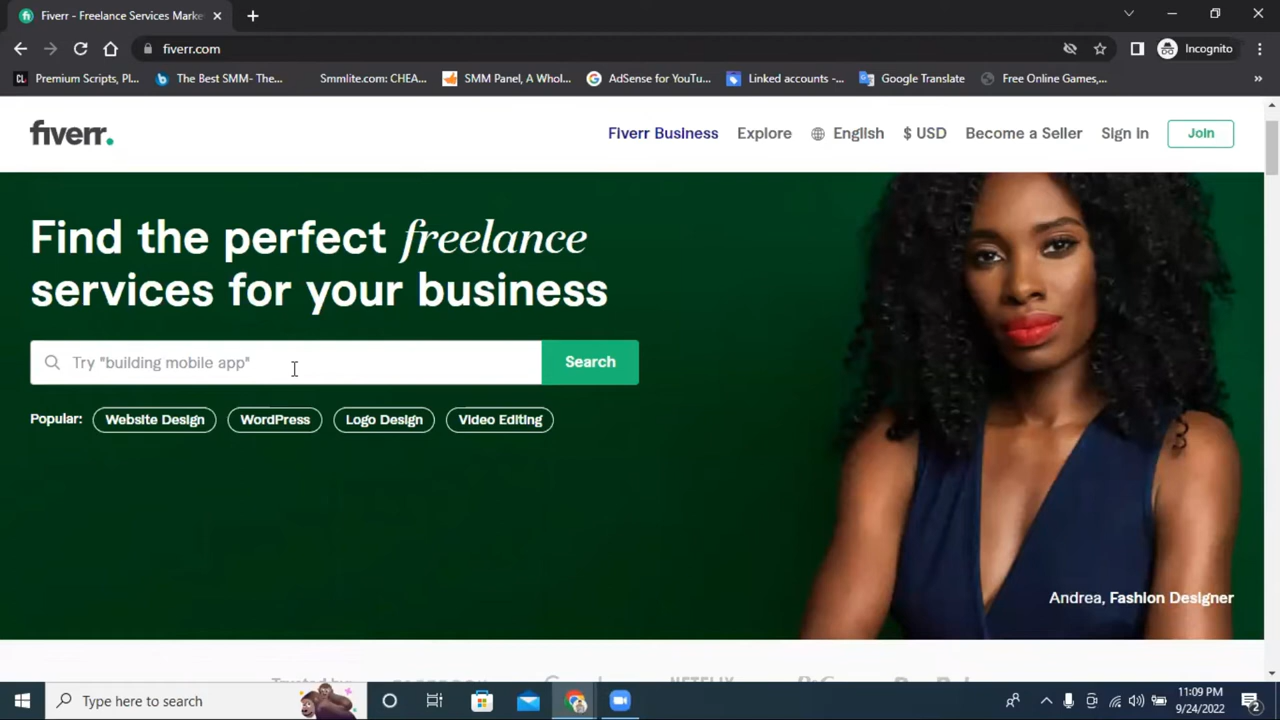 Fiverr - Freelance Services Marke
fiverr.com
Incognito
Premium Scripts, Pl...
The Best SMM- The...
Smmlite.com: CHEA...
SMM Panel, A Whol...
AdSense for YouTu...
Linked accounts -...
Google Translate
Free Online Games,...
»
fiverr.
Fiverr Business
Explore
English
$ USD
Become a Seller
Sign In
Join
Find the perfect freelance
services for your business
Try "building mobile app"
Search
Popular:
Website Design
WordPress
Logo Design
Video Editing
Andrea, Fashion Designer
NETFLIX
Type here to search
11:09 PM
9/24/2022
2